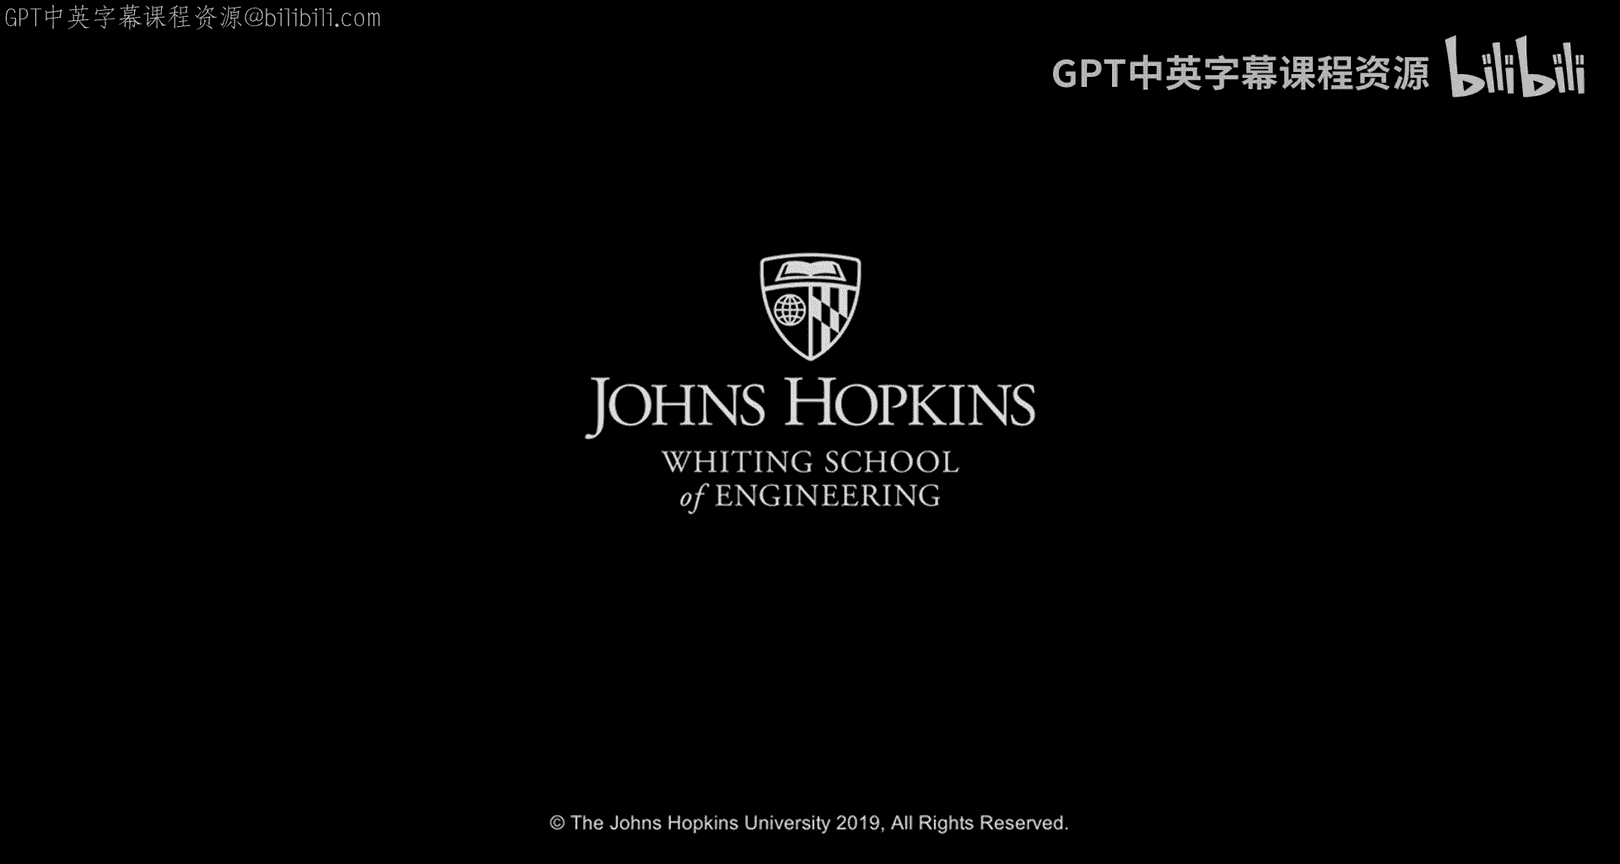 GPT中英字幕课程资源@bilibili.com
GPT中英字幕课程资源 bilibili
JOHNS HOPKINS
WHITING SCHOOL
of ENGINEERING
© The Johns Hopkins University 2019, All Rights Reserved.